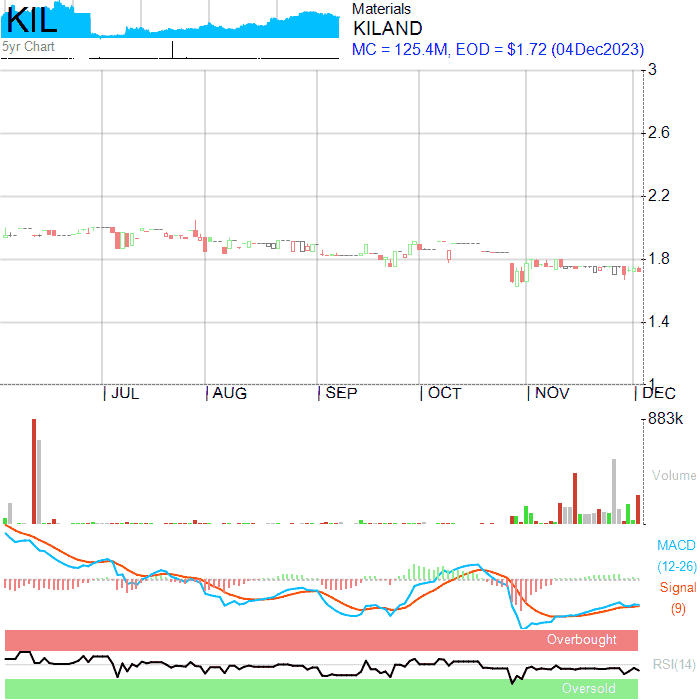 KIL
5yr Chart
Materials
KILAND
MC = 125.4M, EOD = $1.72 (04Dec2023)
3
2.6
2.2
1.8
1.4
1
JUL
AUG
SEP
OCT
NOV
DEC
883k
Volume
MACD
(12-26)
Signal
(9)
Overbought
RSI(14)
Oversold